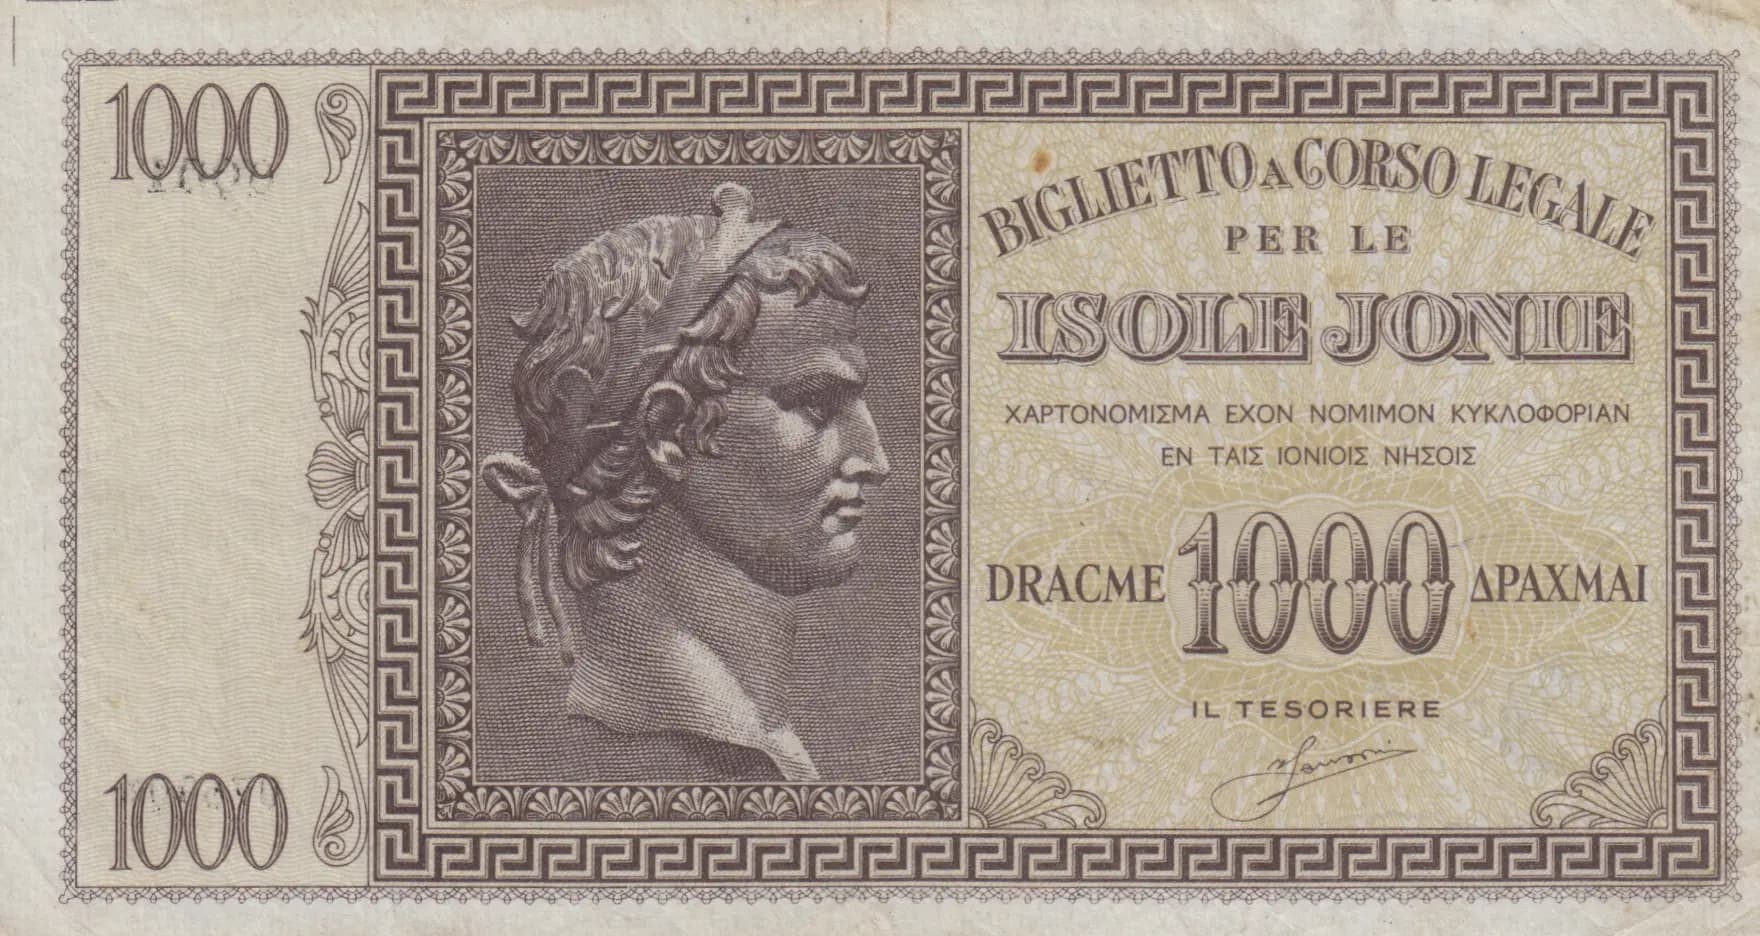 1000
BIGLIETTO A CORSO LEGALE
PER LE
ISOLE JONIE
ΧΑΡΤΟΝΟΜΙΣΜΑ ΕΧΟΝ ΝΟΜΙΜΟΝ ΚΥΚΛΟΦΟΡΙΑΝ
ΕΝ ΤΑΙΣ ΙΟΝΙΟΙΣ ΝΗΣΟΙΣ
DRACME 1000 ΔΡΑΧΜΑΙ
IL TESORIERE
1000